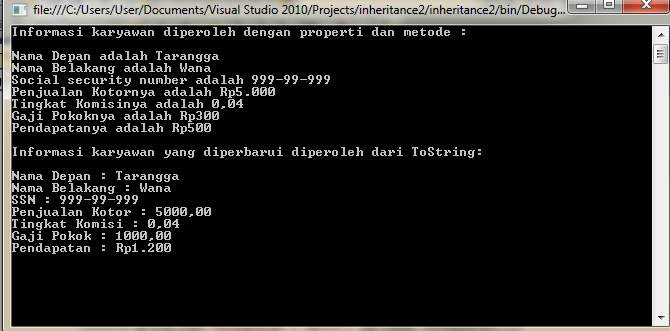 file:///C:/Users/User/Documents/Visual Studio 2010/Projects/inheritance2/inheritance2/bin/Debug...
Informasi karyawan diperoleh dengan properti dan metode :
Nama Depan adalah Tarangga
Nama Belakang adalah Wana
Social security number adalah 999-99-999
Penjualan Kotornya adalah Rp5.000
Tingkat Komisinya adalah 0,04
Gaji Pokoknya adalah Rp300
Pendapatanya adalah Rp500
Informasi karyawan yang diperbarui diperoleh dari ToString:
Nama Depan : Tarangga
Nama Belakang : Wana
SSN : 999-99-999
Penjualan Kotor : 5000,00
Tingkat Komisi : 0,04
Gaji Pokok : 1000,00
Pendapatan : Rp1.200